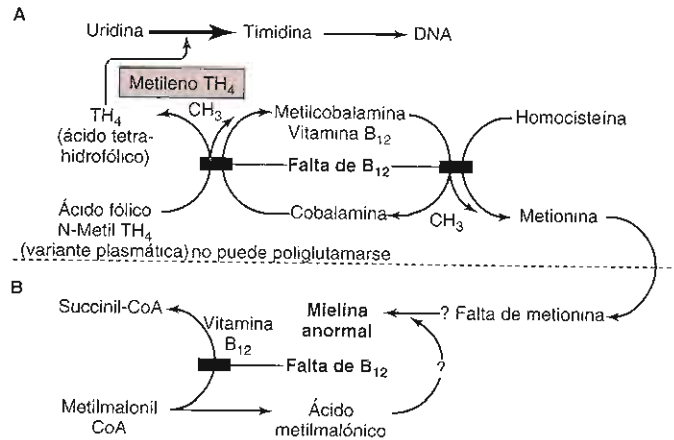 A
Uridina Timidina DNA
Metileno TH4
CH3
TH4
(ácido tetra-
hidrofólico)
Metilcobalamina
Vitamina B12
Homocisteína
Falta de B12
Ácido fólico
N-Metil TH4
(variante plasmática) no puede poliglutamarse
Cobalamina
CH3
Metionina
B
Succinil-CoA
Vitamina
B12
Mielina
anormal
? Falta de metionina
Falta de B12
?
Metilmalonil
CoA
Ácido
metilmalónico